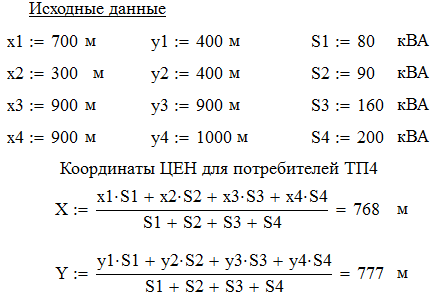 Исходные данные
x1 := 700 м y1 := 400 м S1 := 80 кВА
x2 := 300 м y2 := 400 м S2 := 90 кВА
x3 := 900 м y3 := 900 м S3 := 160 кВА
x4 := 900 м y4 := 1000 м S4 := 200 кВА
Координаты ЦЕН для потребителей ТП4
X := (x1·S1 + x2·S2 + x3·S3 + x4·S4) / (S1 + S2 + S3 + S4) = 768 м
Y := (y1·S1 + y2·S2 + y3·S3 + y4·S4) / (S1 + S2 + S3 + S4) = 777 м